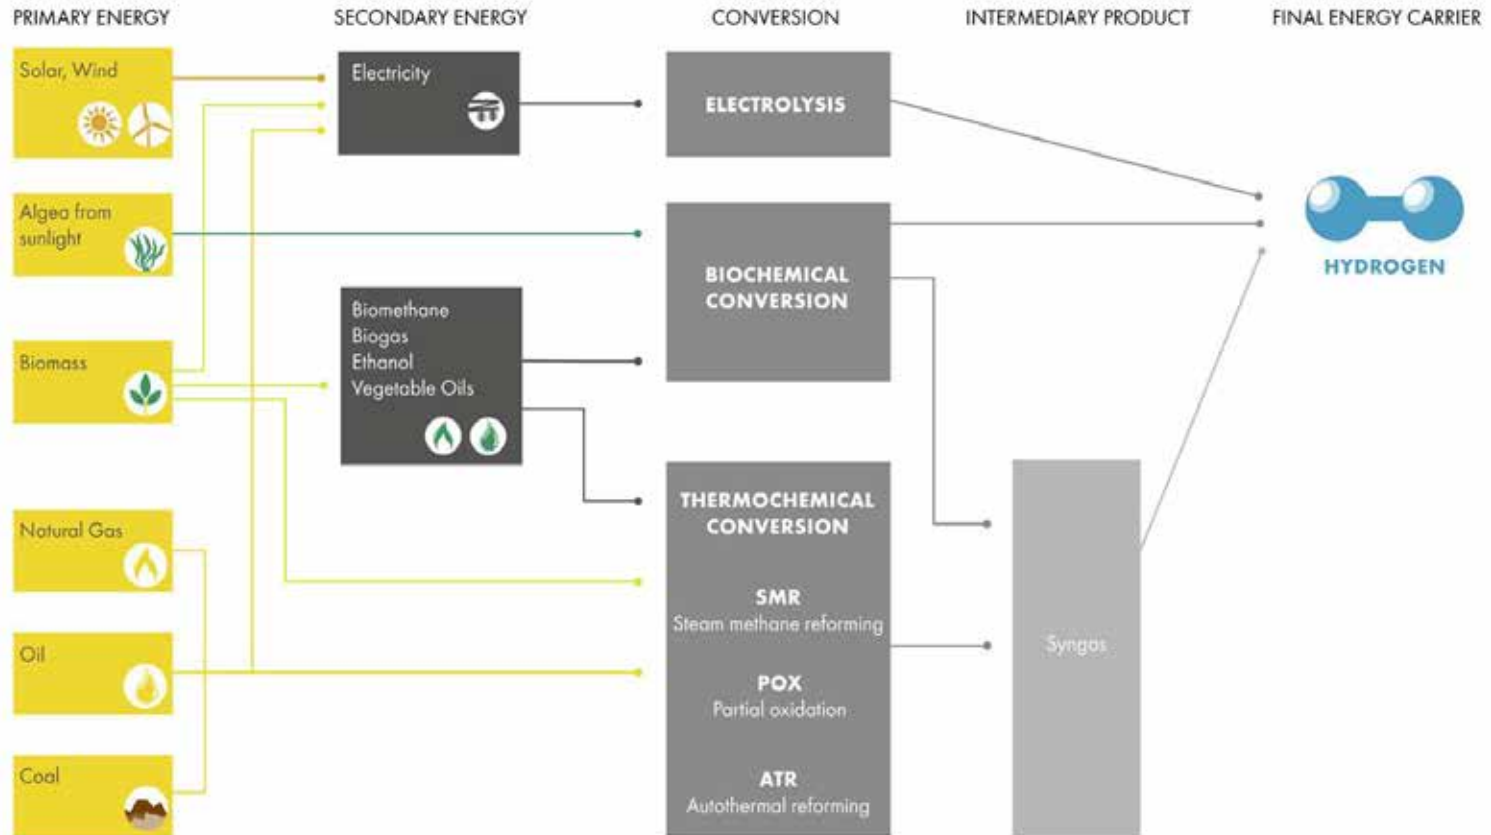 PRIMARY ENERGY
SECONDARY ENERGY
CONVERSION
INTERMEDIARY PRODUCT
FINAL ENERGY CARRIER
Solar, Wind
Algea from
sunlight
Biomass
Natural Gas
Oil
Coal
Electricity
Biomethane
Biogas
Ethanol
Vegetable Oils
ELECTROLYSIS
BIOCHEMICAL
CONVERSION
THERMOCHEMICAL
CONVERSION
SMR
Steam methane reforming
POX
Partial oxidation
ATR
Autothermal reforming
Syngas
HYDROGEN